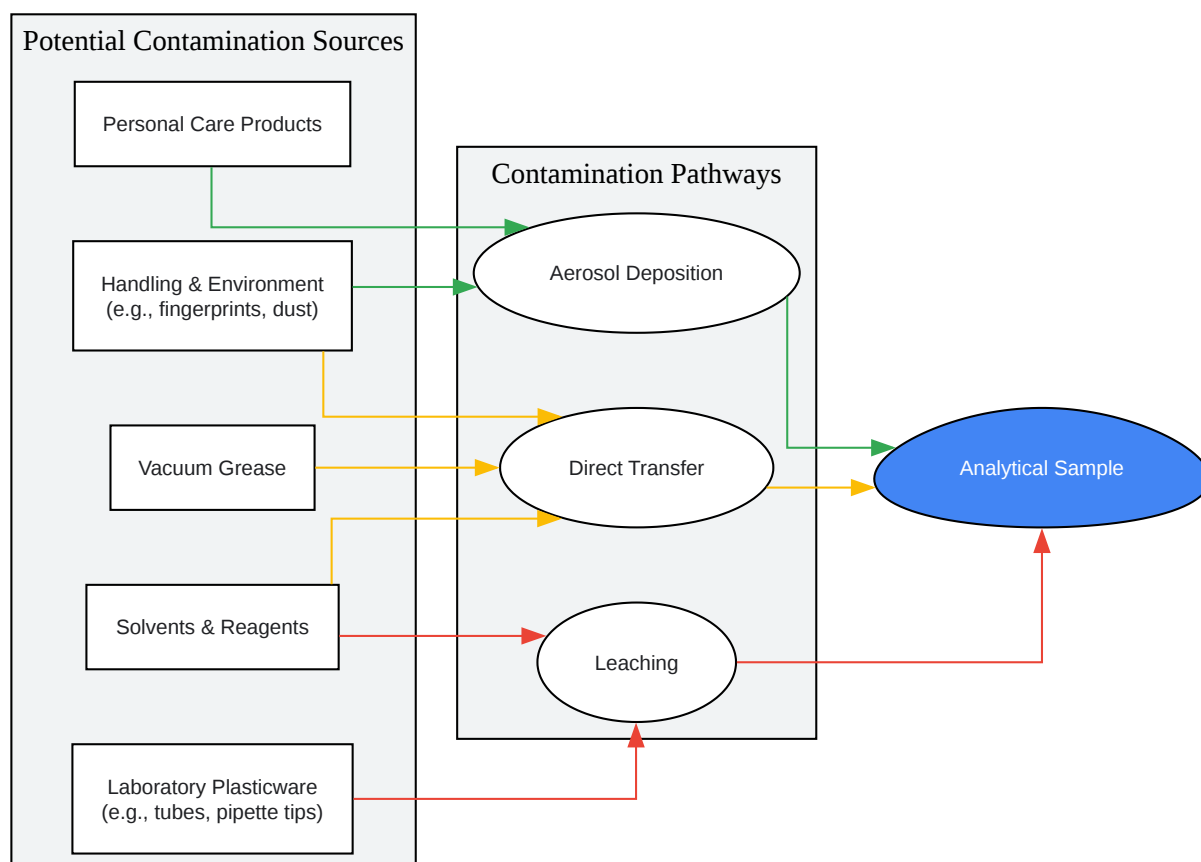 Potential Contamination Sources
Personal Care Products
Handling & Environment
(e.g., fingerprints, dust)
Vacuum Grease
Solvents & Reagents
Laboratory Plasticware
(e.g., tubes, pipette tips)
Contamination Pathways
Aerosol Deposition
Direct Transfer
Leaching
Analytical Sample